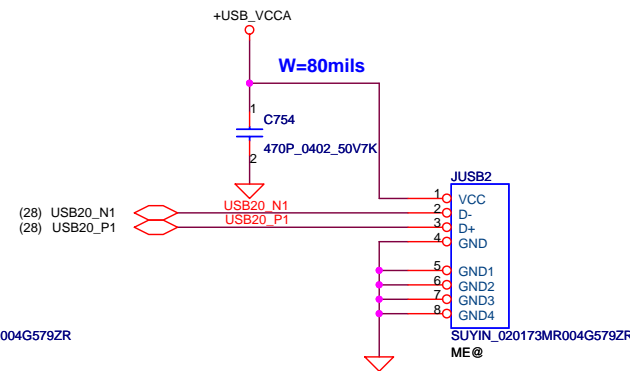 +USB_VCCA
W=80mils
1
C754
470P_0402_50V7K
2
JUSB2
1 VCC
(28) USB20_N1 USB20_N1 2 D-
(28) USB20_P1 USB20_P1 3 D+
4 GND
5 GND1
6 GND2
7 GND3
8 GND4
004G579ZR
SUYIN_020173MR004G579ZR
ME@